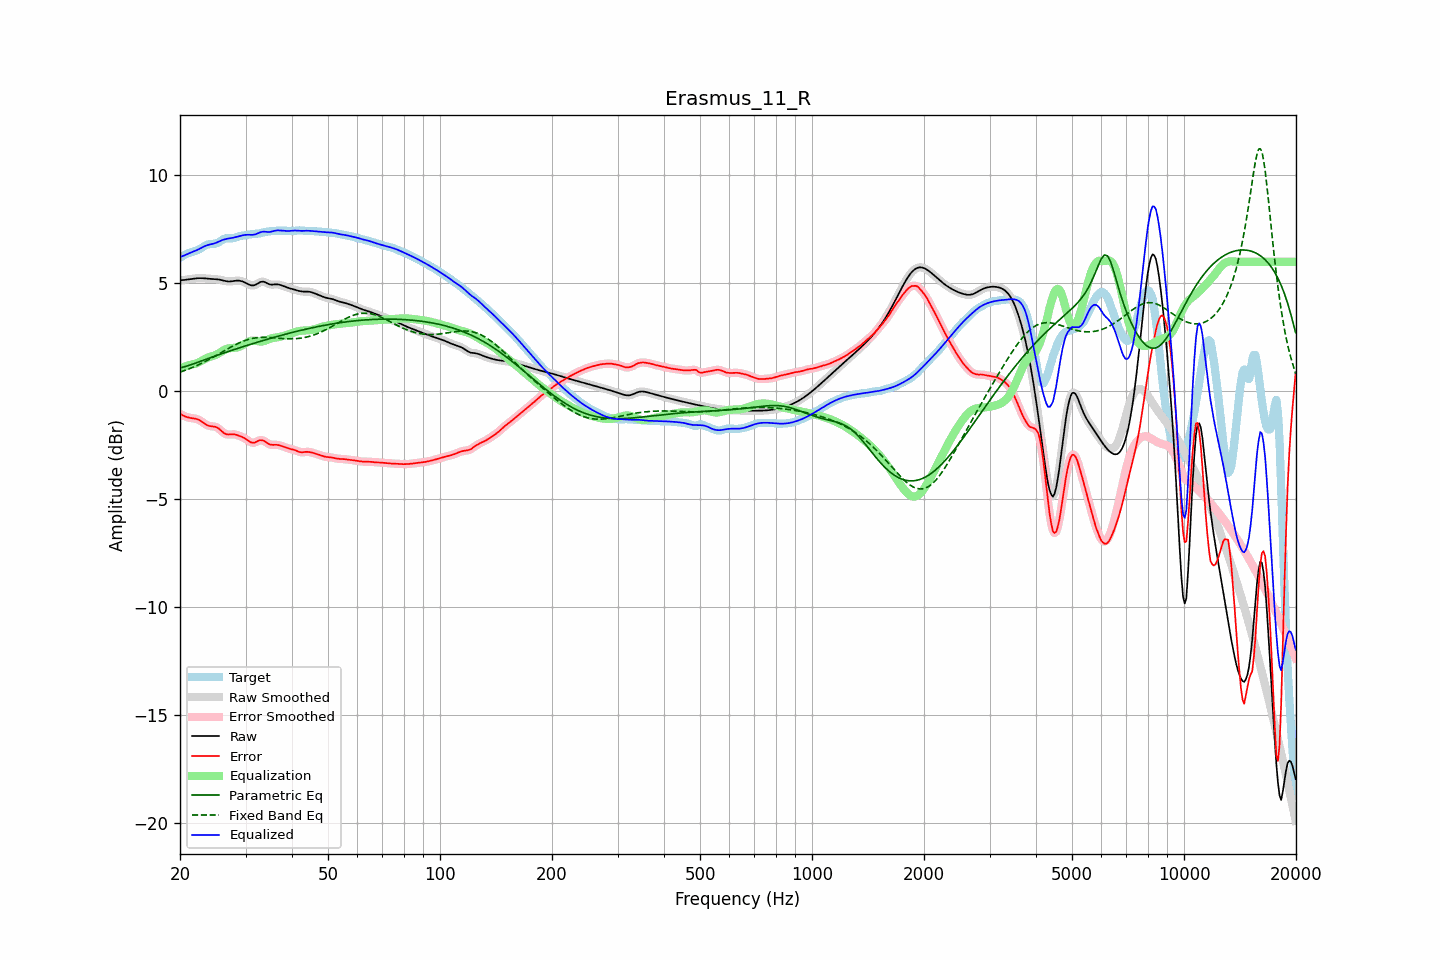 Erasmus_11_R
Amplitude (dBr)
10
5
0
−5
−10
−15
−20
Target
Raw Smoothed
Error Smoothed
Raw
Error
Equalization
Parametric Eq
Fixed Band Eq
Equalized
20 50 100 200 500 1000 2000 5000 10000 20000
Frequency (Hz)